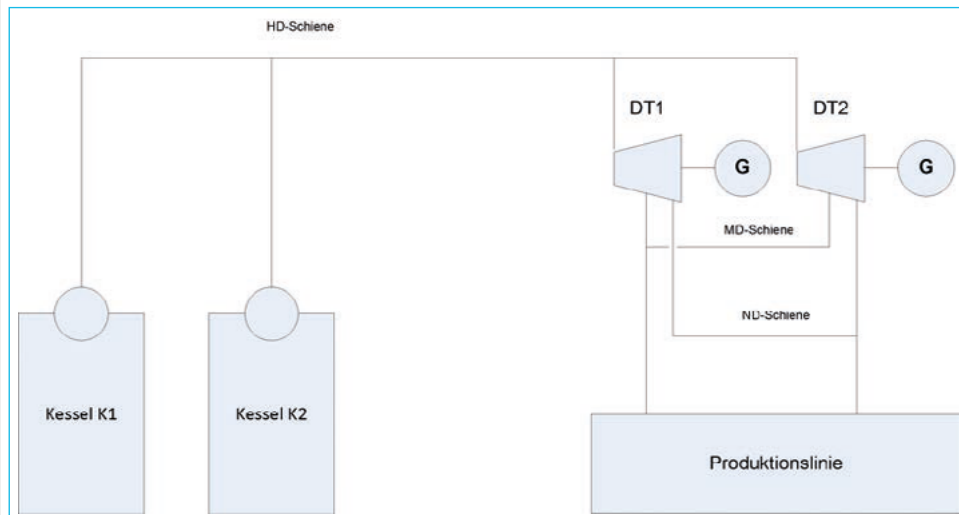 HD-Schiene
DT1
DT2
G
G
MD-Schiene
ND-Schiene
Kessel K1
Kessel K2
Produktionslinie